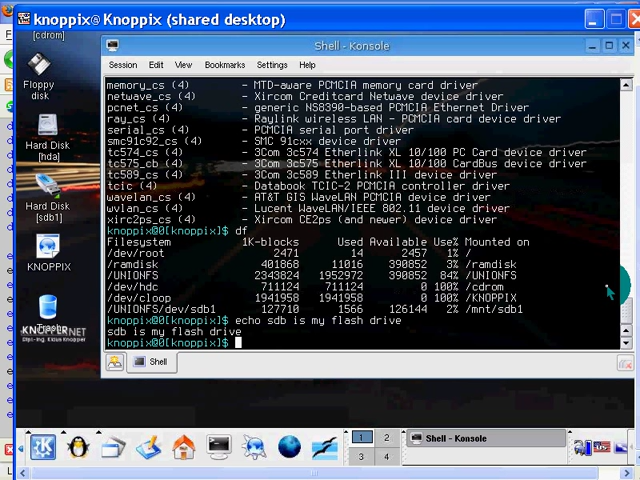 knoppix@Knoppix (shared desktop)
[cdrom]
Floppy
disk
Hard Disk
[hda]
Hard Disk
[sdb1]
KNOPPIX
Trash
KNOPPER.NET
Dipl.-Ing. Klaus Knopper
Shell - Konsole
Session Edit View Bookmarks Settings Help
memory_cs (4) - MTD-aware PCMCIA memory card driver
netwave_cs (4) - Xircom Creditcard Netwave device driver
pcnet_cs (4) - generic NS8390-based PCMCIA Ethernet Driver
ray_cs (4) - Raylink wireless LAN - PCMCIA card device driver
serial_cs (4) - PCMCIA serial port driver
smc91c92_cs (4) - SMC 91cxx device driver
tc574_cs (4) - 3Com Etherlink XL 10/100 PC Card device driver
tc575_cb (4) - 3Com 3c575 Etherlink XL 10/100 CardBus device driver
tc589_cs (4) - 3Com 3c589 Etherlink III device driver
tcic (4) - Databook TCIC-2 PCMCIA controller driver
wavelan_cs (4) - AT&T GIS WaveLAN PCMCIA device driver
wvlan_cs (4) - Lucent WaveLAN/IEEE 802.11 device driver
xirc2ps_cs (4) - Xircom CE2ps (and newer) device driver
knoppix@0[knoppix]$ df
Filesystem 1K-blocks Used Available Use% Mounted on
/dev/root 2471 14 2457 1% /
/ramdisk 401868 11016 390852 3% /ramdisk
/UNIONFS 2343824 1952972 390852 84% /UNIONFS
/dev/hdc 711124 711124 0 100% /cdrom
/dev/cloop 1941958 1941958 0 100% /KNOPPIX
/UNIONFS/dev/sdb1 127710 1566 126144 2% /mnt/sdb1
knoppix@0[knoppix]$ echo sdb is my flash drive
sdb is my flash drive
knoppix@0[knoppix]$
Shell
1 2
3 4
Shell - Konsole